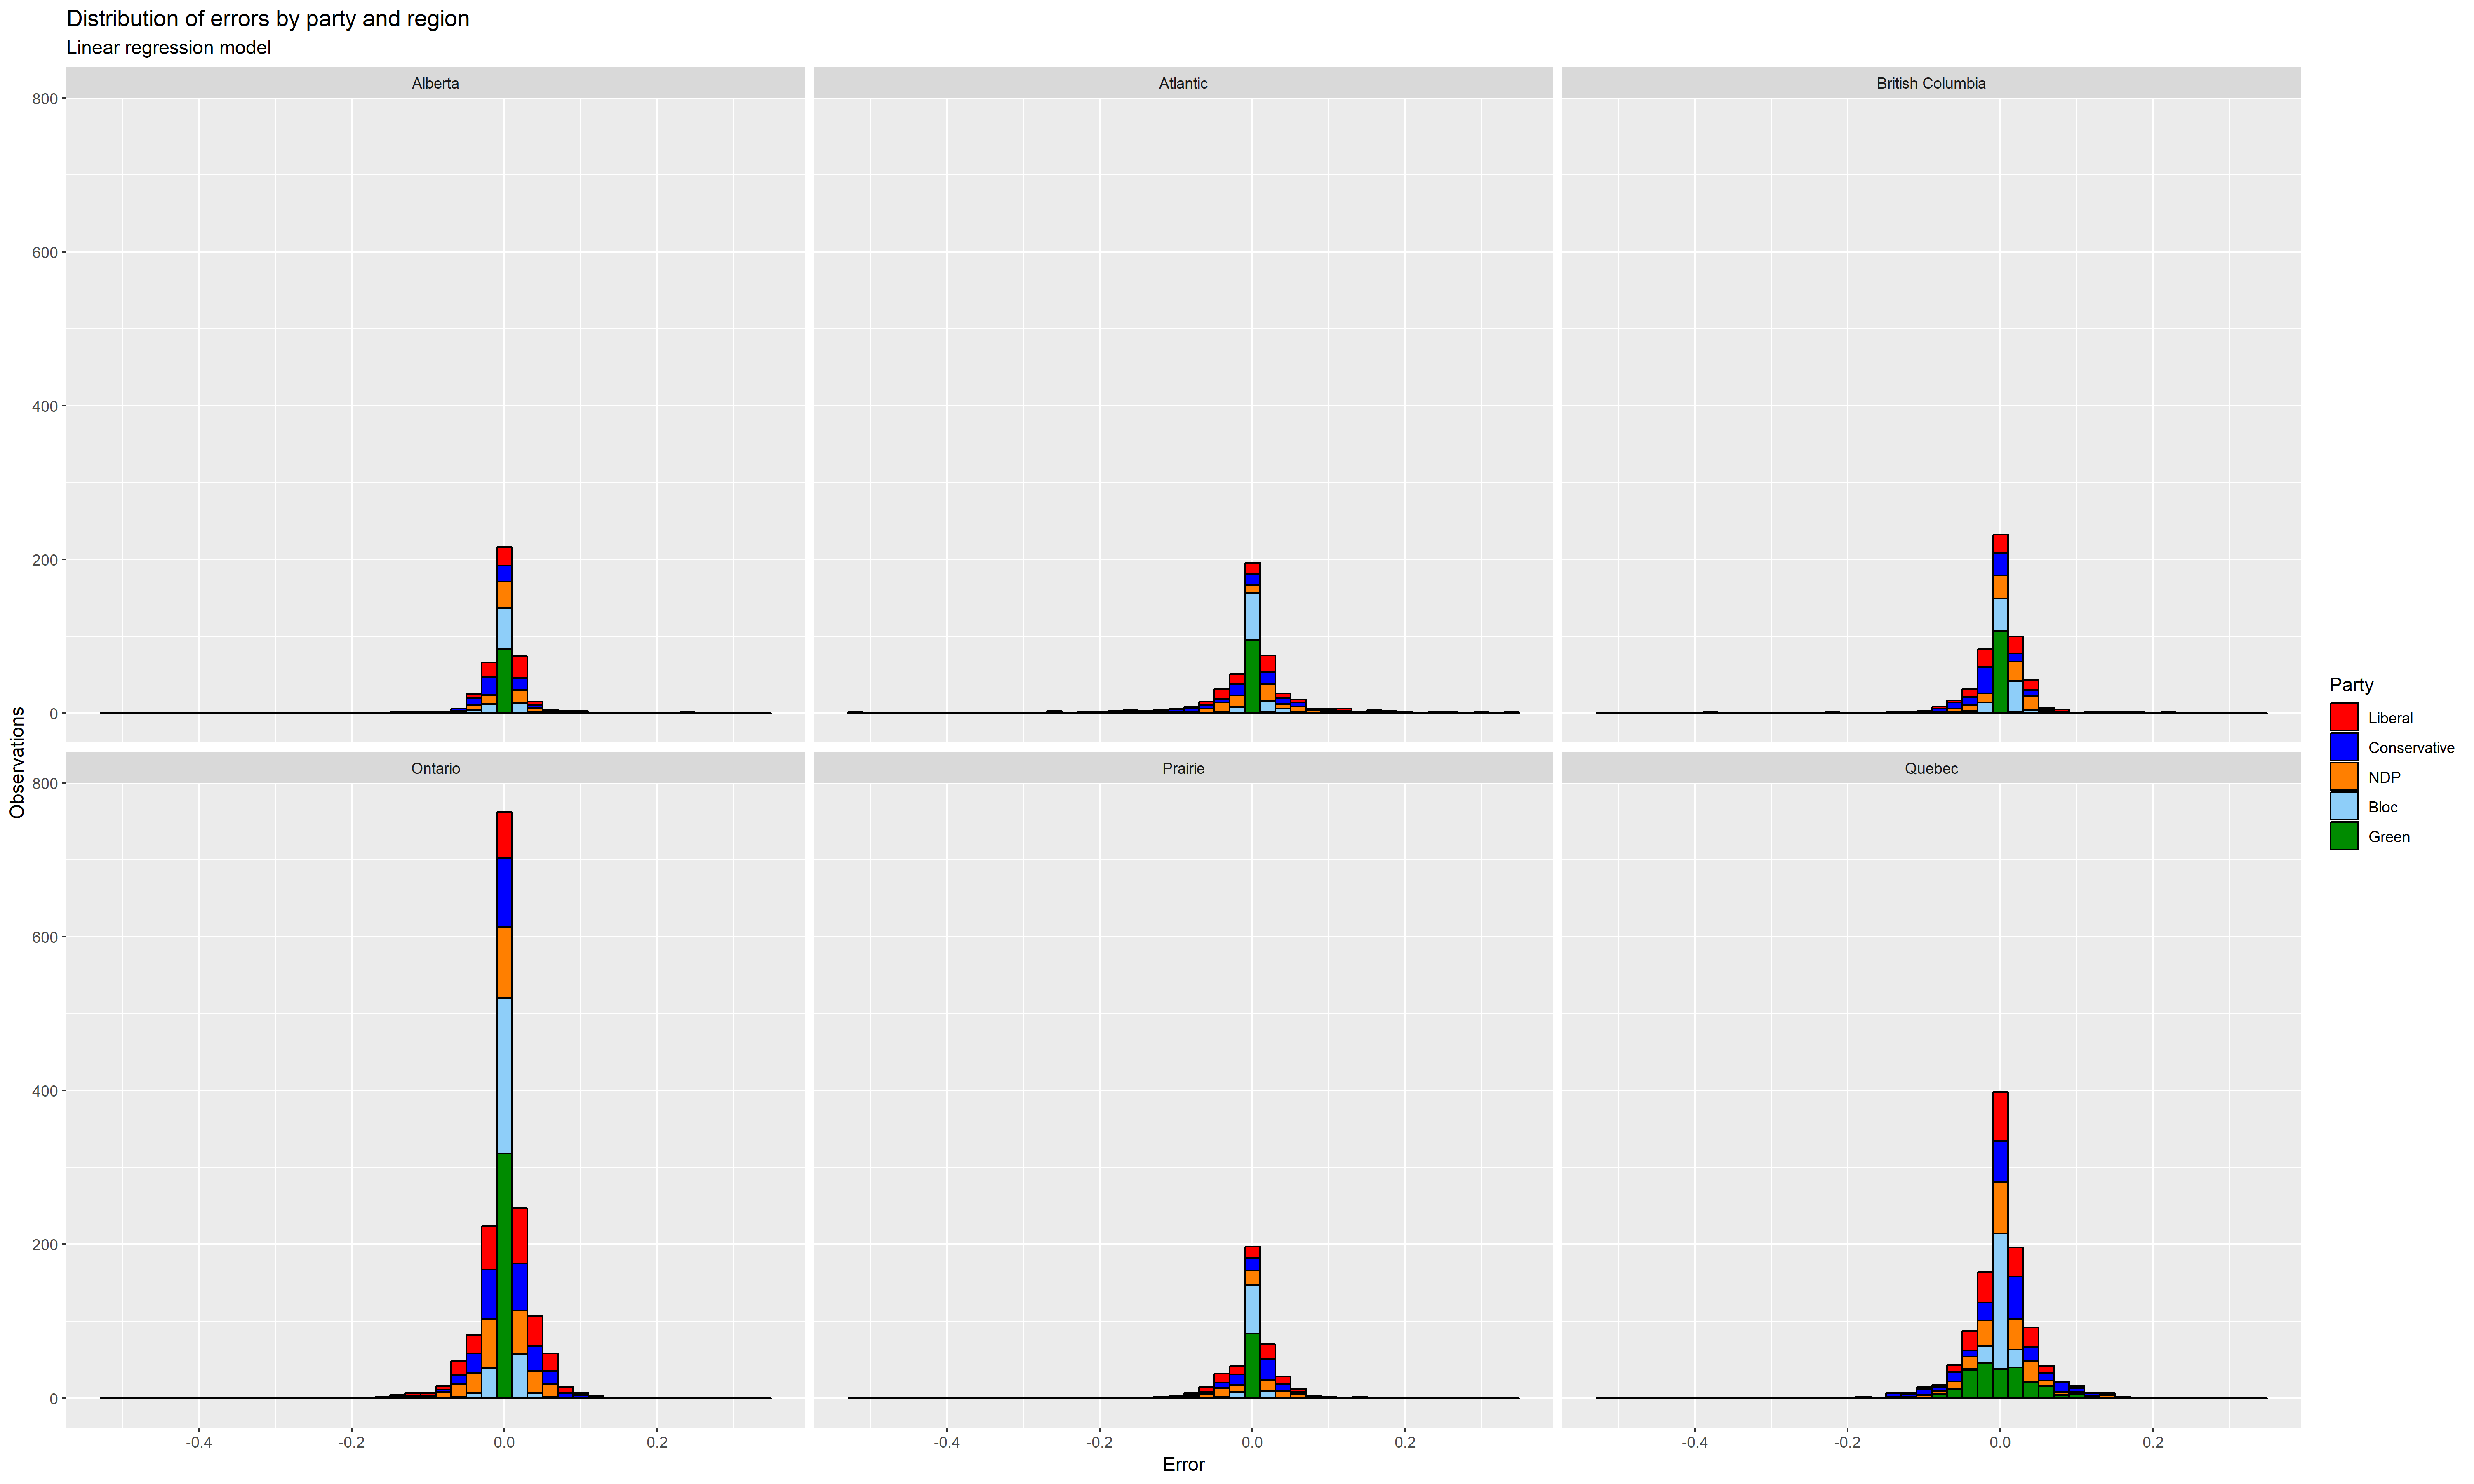 Distribution of errors by party and region
Linear regression model
Alberta
Atlantic
British Columbia
800
600
400
200
0
Ontario
Prairie
Quebec
800
600
400
200
0
-0.4
-0.2
0.0
0.2
-0.4
-0.2
0.0
0.2
-0.4
-0.2
0.0
0.2
Error
Observations
Party
Liberal
Conservative
NDP
Bloc
Green